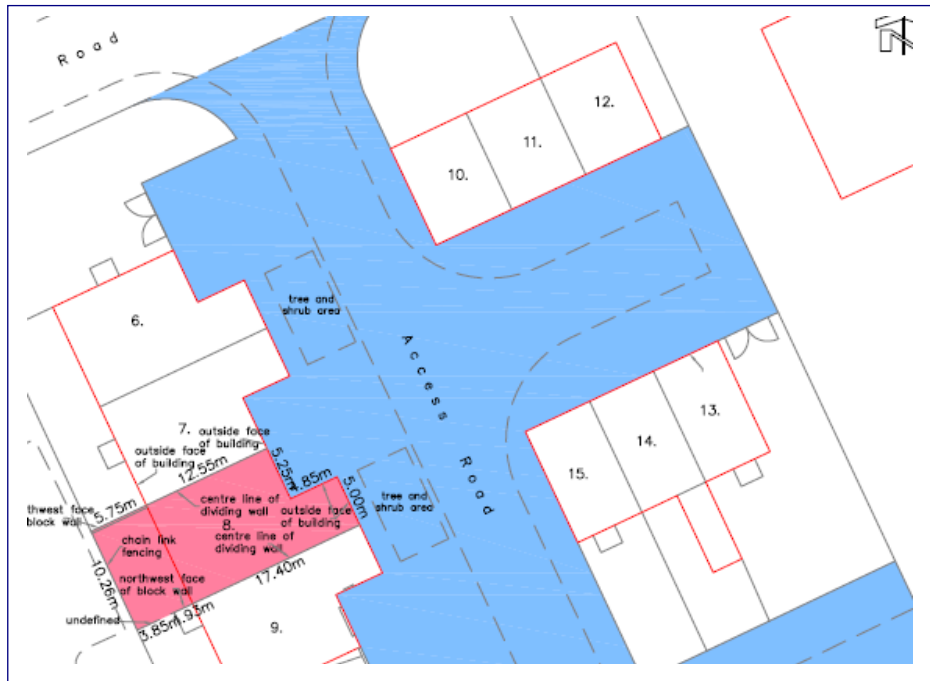 Road
12.
11.
10.
tree and
shrub area
6.
Access Road
13.
14.
15.
7.
outside face
of building
outside face
of building
12.55m
5.25m
4.85m
5.00m
centre line of
dividing wall
outside face
of building
tree and
shrub area
thwest face
block wall
5.75m
8.
centre line of
dividing wall
chain link
fencing
10.26m
northwest face
of block wall
17.40m
undefined
3.85m
1.93m
9.